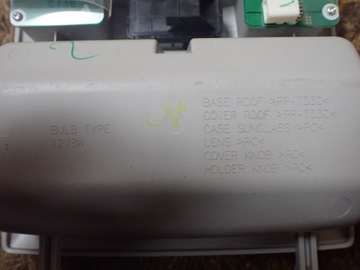 BULB TYPE
12V8W
BASE ROOF >PP-TD30<
COVER ROOF >PP-TD30<
CASE SUNGLASS >PC<
LENS >PC<
COVER KNOB >PC<
HOLDER KNOB >PC<